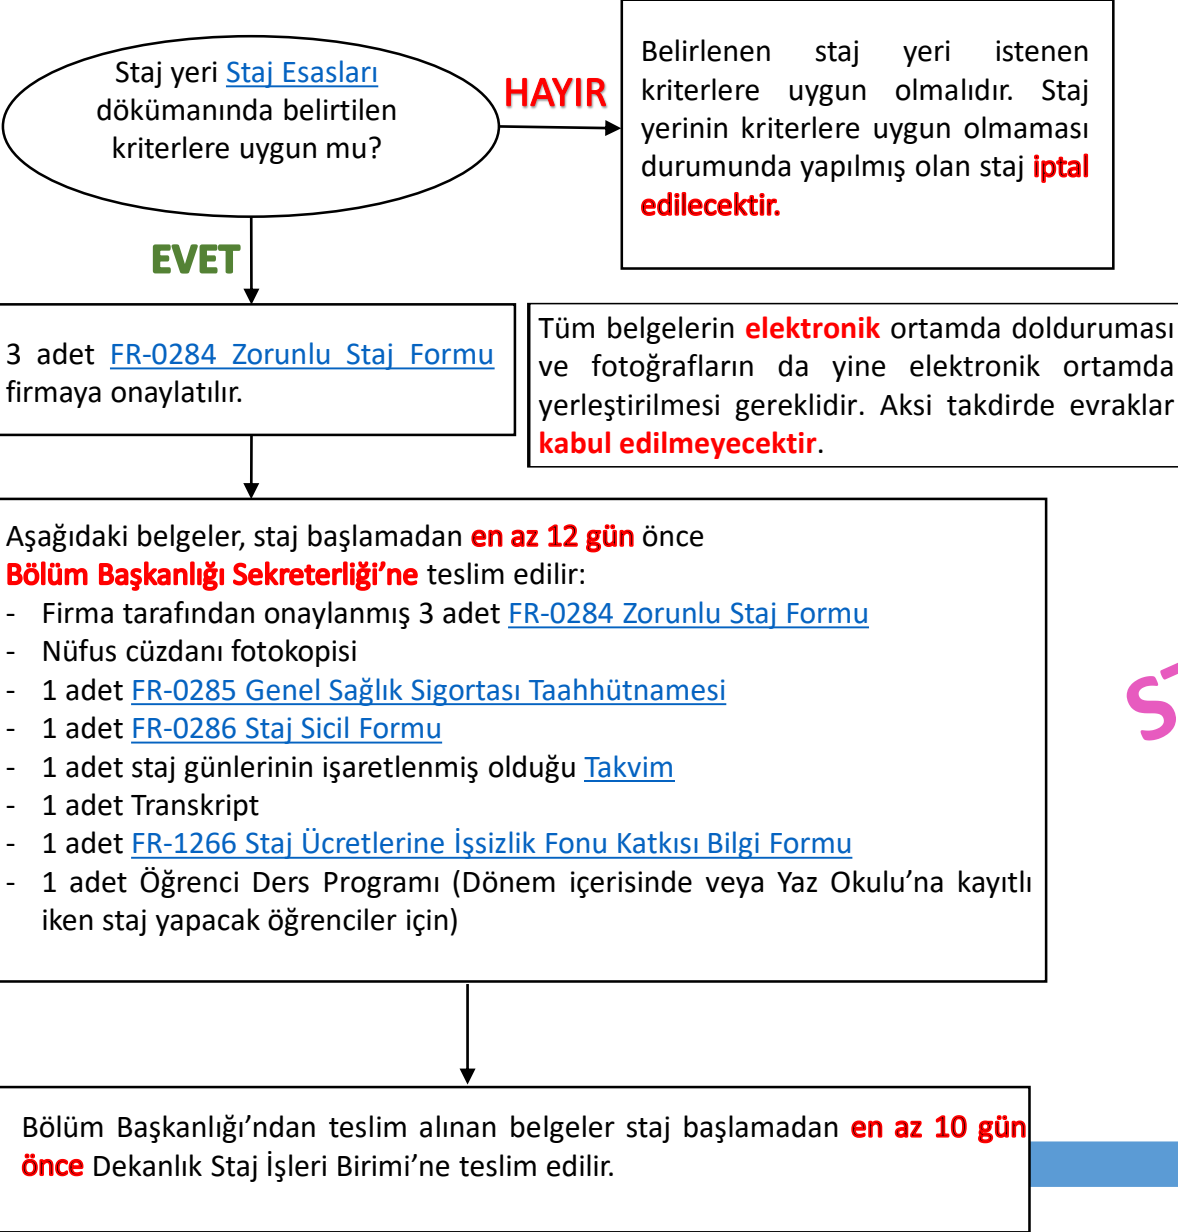 Staj yeri Staj Esasları
dökümanında belirtilen
kriterlere uygun mu?
HAYIR
Belirlenen staj yeri istenen
kriterlere uygun olmalıdır. Staj
yerinin kriterlere uygun olmaması
durumunda yapılmış olan staj iptal
edilecektir.
EVET
3 adet FR-0284 Zorunlu Staj Formu
firmaya onaylatılır.
Tüm belgelerin elektronik ortamda dolduruması
ve fotoğrafların da yine elektronik ortamda
yerleştirilmesi gereklidir. Aksi takdirde evraklar
kabul edilmeyecektir.
Aşağıdaki belgeler, staj başlamadan en az 12 gün önce
Bölüm Başkanlığı Sekreterliği’ne teslim edilir:
- Firma tarafından onaylanmış 3 adet FR-0284 Zorunlu Staj Formu
- Nüfus cüzdanı fotokopisi
- 1 adet FR-0285 Genel Sağlık Sigortası Taahhütnamesi
- 1 adet FR-0286 Staj Sicil Formu
- 1 adet staj günlerinin işaretlenmiş olduğu Takvim
- 1 adet Transkript
- 1 adet FR-1266 Staj Ücretlerine İşsizlik Fonu Katkısı Bilgi Formu
- 1 adet Öğrenci Ders Programı (Dönem içerisinde veya Yaz Okulu’na kayıtlı
iken staj yapacak öğrenciler için)
Bölüm Başkanlığı’ndan teslim alınan belgeler staj başlamadan en az 10 gün
önce Dekanlık Staj İşleri Birimi’ne teslim edilir.